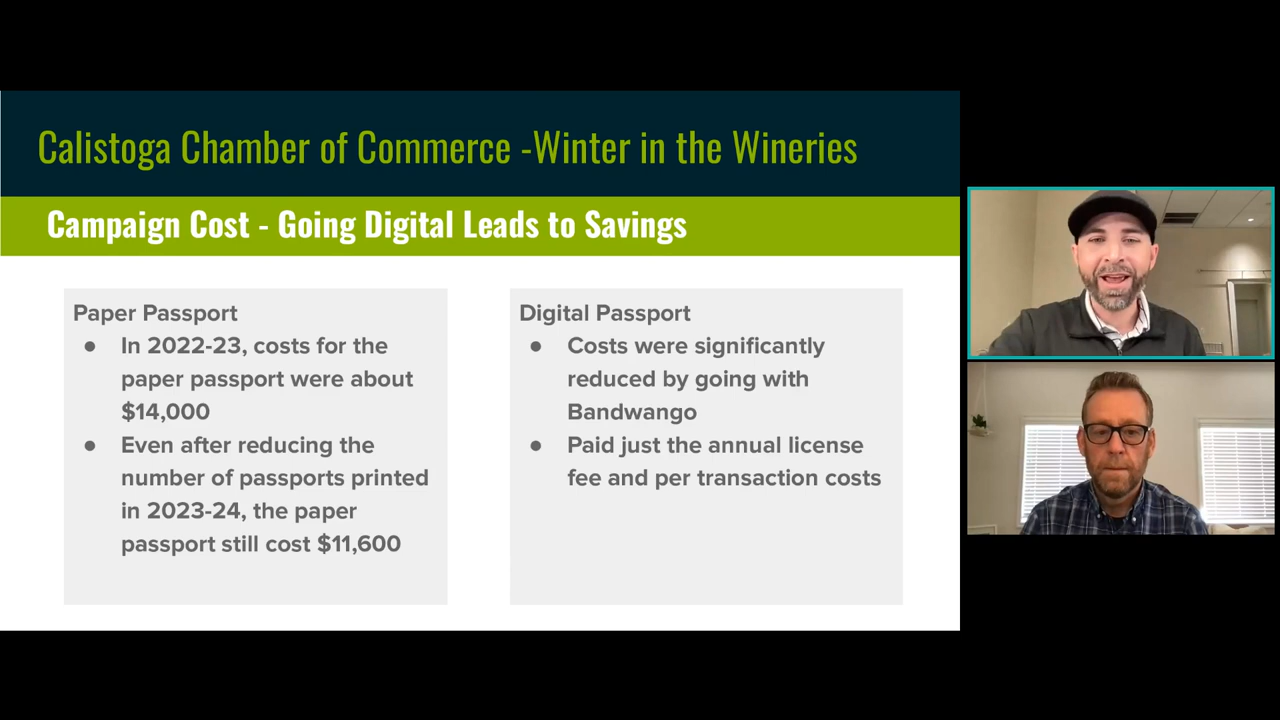 Calistoga Chamber of Commerce -Winter in the Wineries
Campaign Cost - Going Digital Leads to Savings
Paper Passport
● In 2022-23, costs for the
paper passport were about
$14,000
● Even after reducing the
number of passports printed
in 2023-24, the paper
passport still cost $11,600
Digital Passport
● Costs were significantly
reduced by going with
Bandwango
● Paid just the annual license
fee and per transaction costs